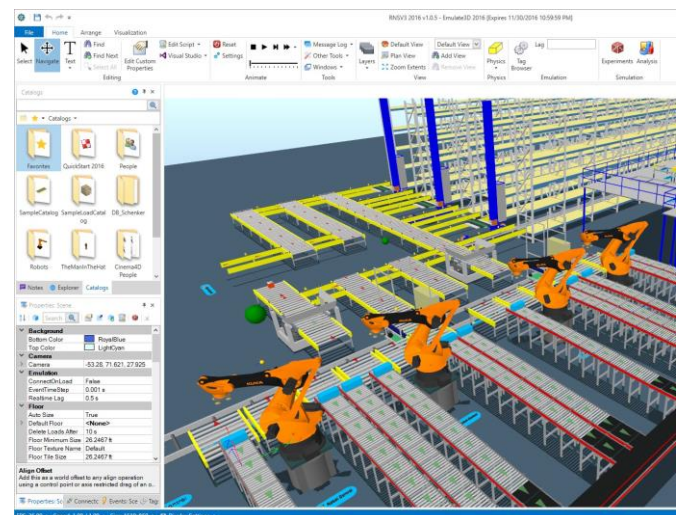 RNSV3 2016 v1.0.5 - Emulate3D 2016 [Expires 11/30/2016 10:59:59 PM]
File Home Arrange Visualization
Select Navigate Text Find Find Next Select All Edit Custom Properties Edit Script Visual Studio Reset Settings Message Log Other Tools Windows Layers Default View Plan View Zoom Extents Default View Add View Remove View Physics Tag Browser Lag Experiments Analysis
Editing Animate Tools View Physics Emulation Simulation
Catalogs
Catalogs
Favorites QuickStart 2016 People
SampleCatalog SampleLoadCatal og DB_Schenker
Robots TheManInTheHat Cinema4D People
Notes Explorer Catalogs
Properties: Scene
Search
Background
Bottom Color RoyalBlue
Top Color LightCyan
Camera
Camera -53.28, 71.621, 27.925
Emulation
ConnectOnLoad False
EventTimeStep 0.001 s
Realtime Lag 0.5 s
Floor
Auto Size True
Default Floor <None>
Delete Loads After 10 s
Floor Minimum Size 26.2467 ft
Floor Texture Name Default
Floor Tile Size 26.2467 ft
Align Offset
Add this as a world offset to any align operation
using a control point or axis restricted drag of an o...
Properties: Sc Connectc Events: Sce Tag